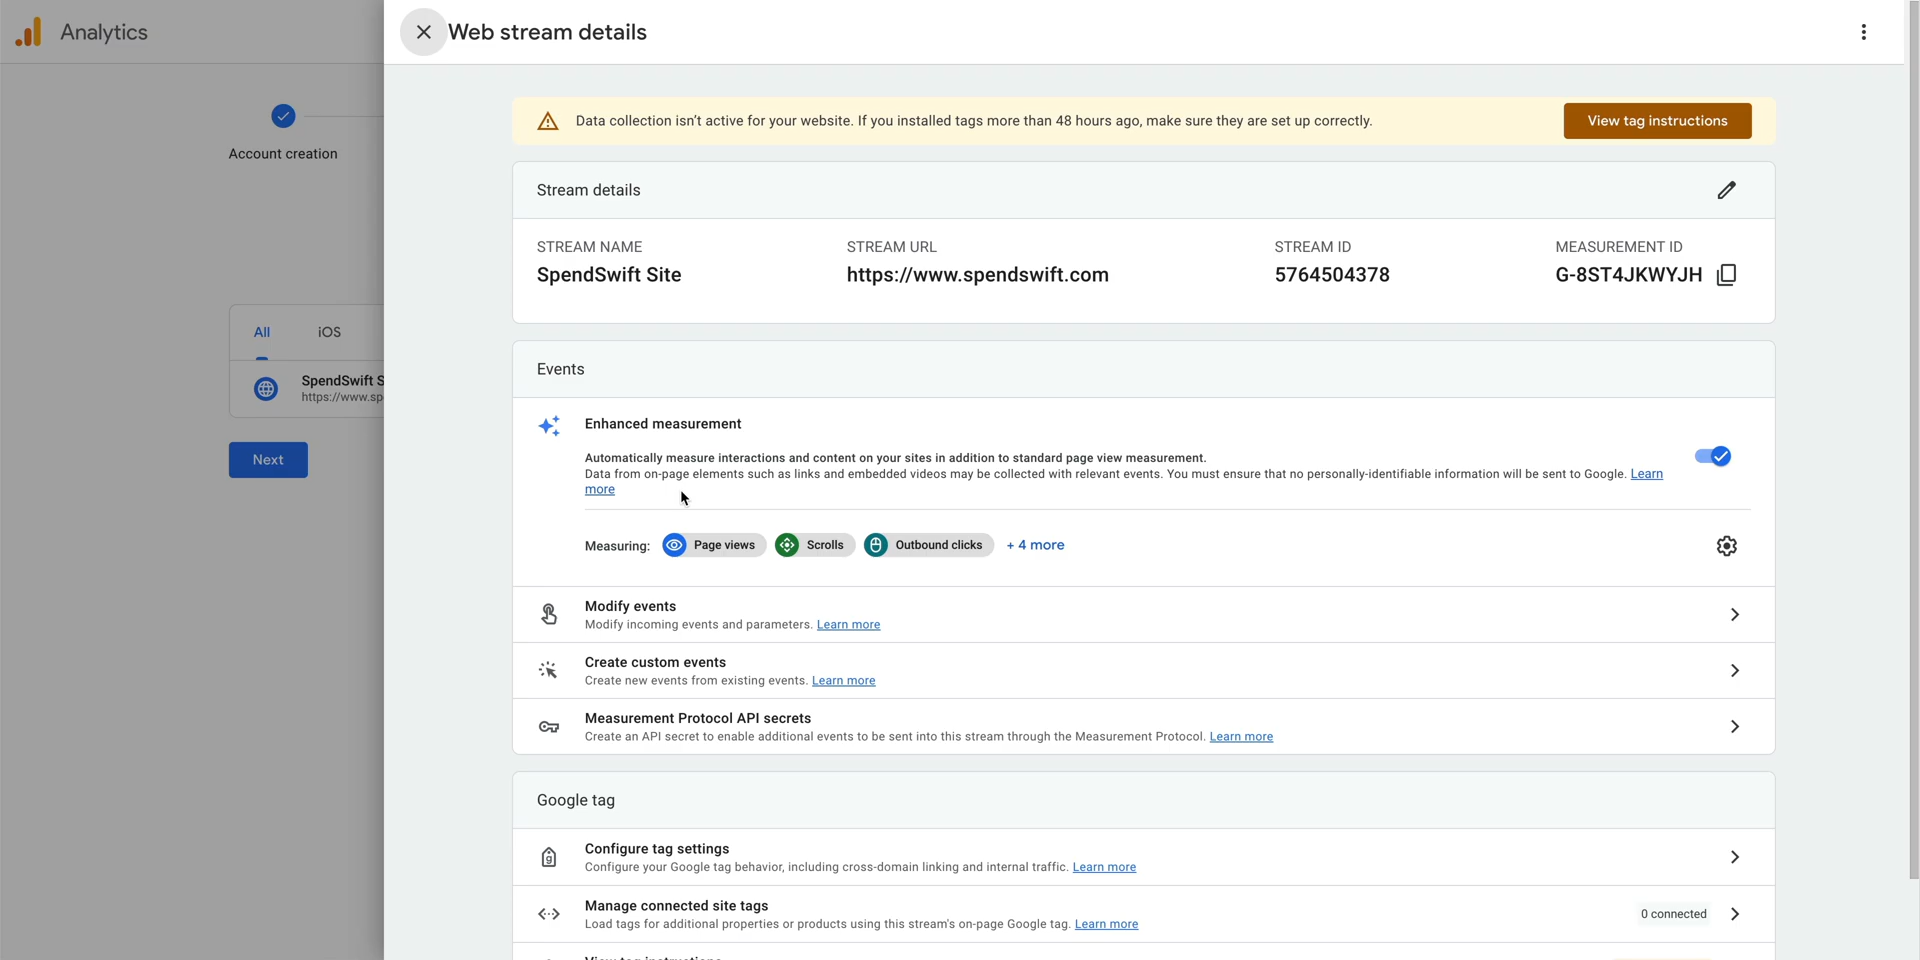 Analytics
Web stream details
Account creation
Data collection isn't active for your website. If you installed tags more than 48 hours ago, make sure they are set up correctly.
View tag instructions
Stream details
STREAM NAME
STREAM URL
STREAM ID
MEASUREMENT ID
SpendSwift Site
https://www.spendswift.com
5764504378
G-8ST4JKWYJH
All
iOS
SpendSwift S
https://www.sp
Next
Events
Enhanced measurement
Automatically measure interactions and content on your sites in addition to standard page view measurement.
Data from on-page elements such as links and embedded videos may be collected with relevant events. You must ensure that no personally-identifiable information will be sent to Google. Learn
more
Measuring:
Page views
Scrolls
Outbound clicks
+ 4 more
Modify events
Modify incoming events and parameters. Learn more
Create custom events
Create new events from existing events. Learn more
Measurement Protocol API secrets
Create an API secret to enable additional events to be sent into this stream through the Measurement Protocol. Learn more
Google tag
Configure tag settings
Configure your Google tag behavior, including cross-domain linking and internal traffic. Learn more
Manage connected site tags
Load tags for additional properties or products using this stream's on-page Google tag. Learn more
0 connected
View tag instructions